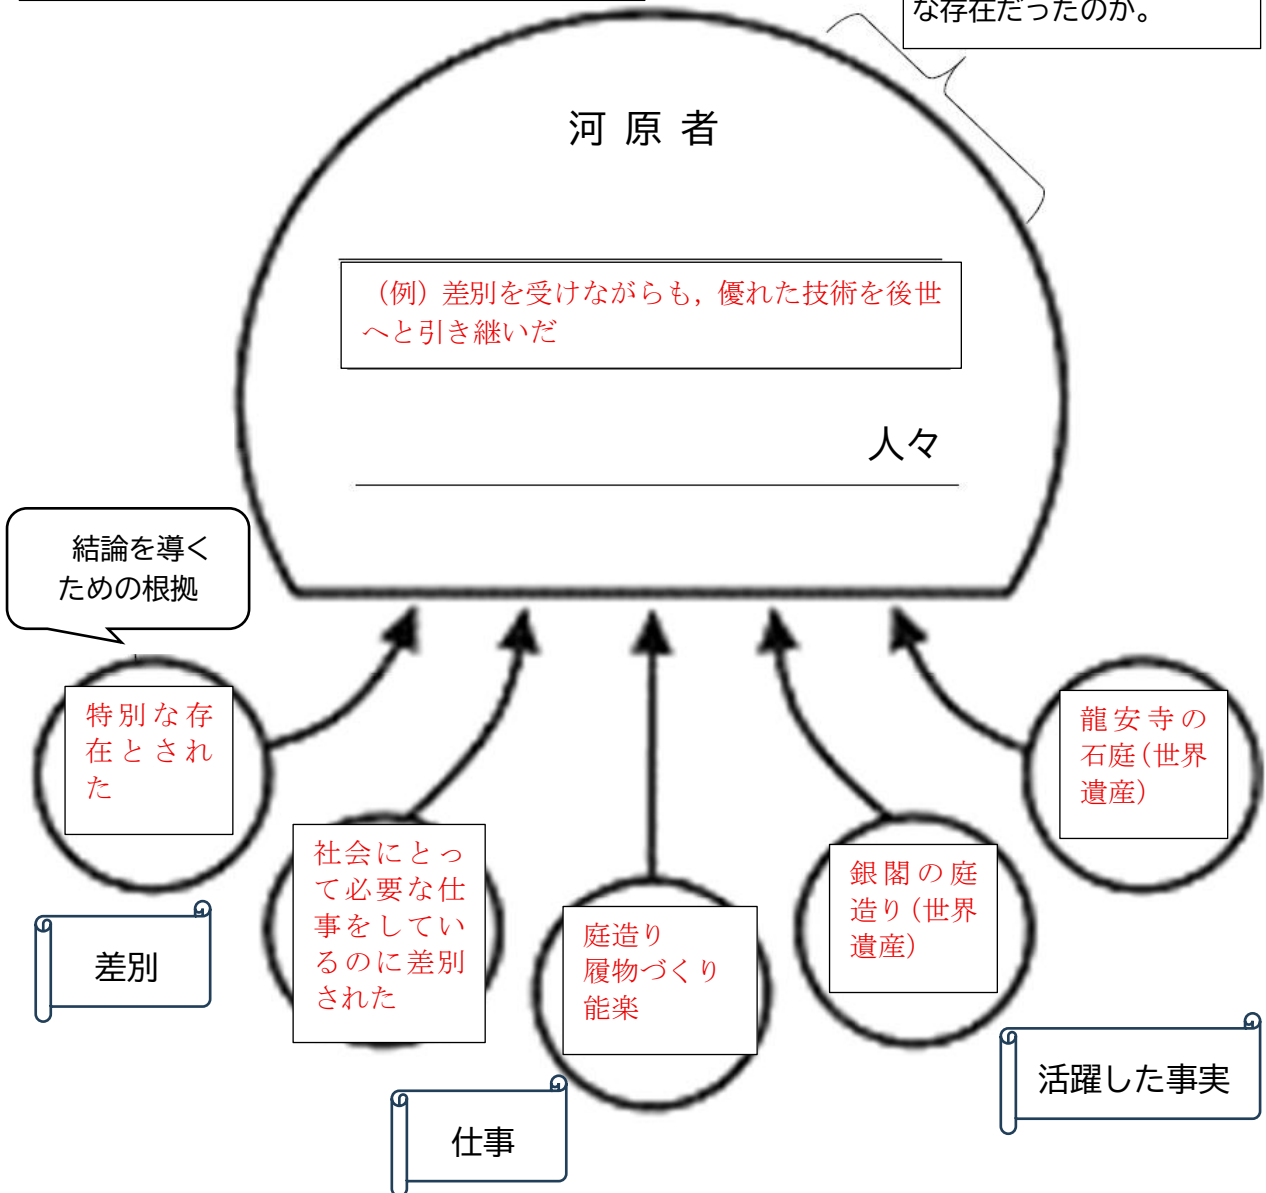 な存在だったのか。
河原者
（例）差別を受けながらも，優れた技術を後世
へと引き継いだ
人々
結論を導く
ための根拠
特別な存
在とされ
た
社会にとっ
て必要な仕
事をしてい
るのに差別
された
庭造り
履物づくり
能楽
銀閣の庭
造り（世界
遺産）
龍安寺の
石庭（世界
遺産）
差別
仕事
活躍した事実